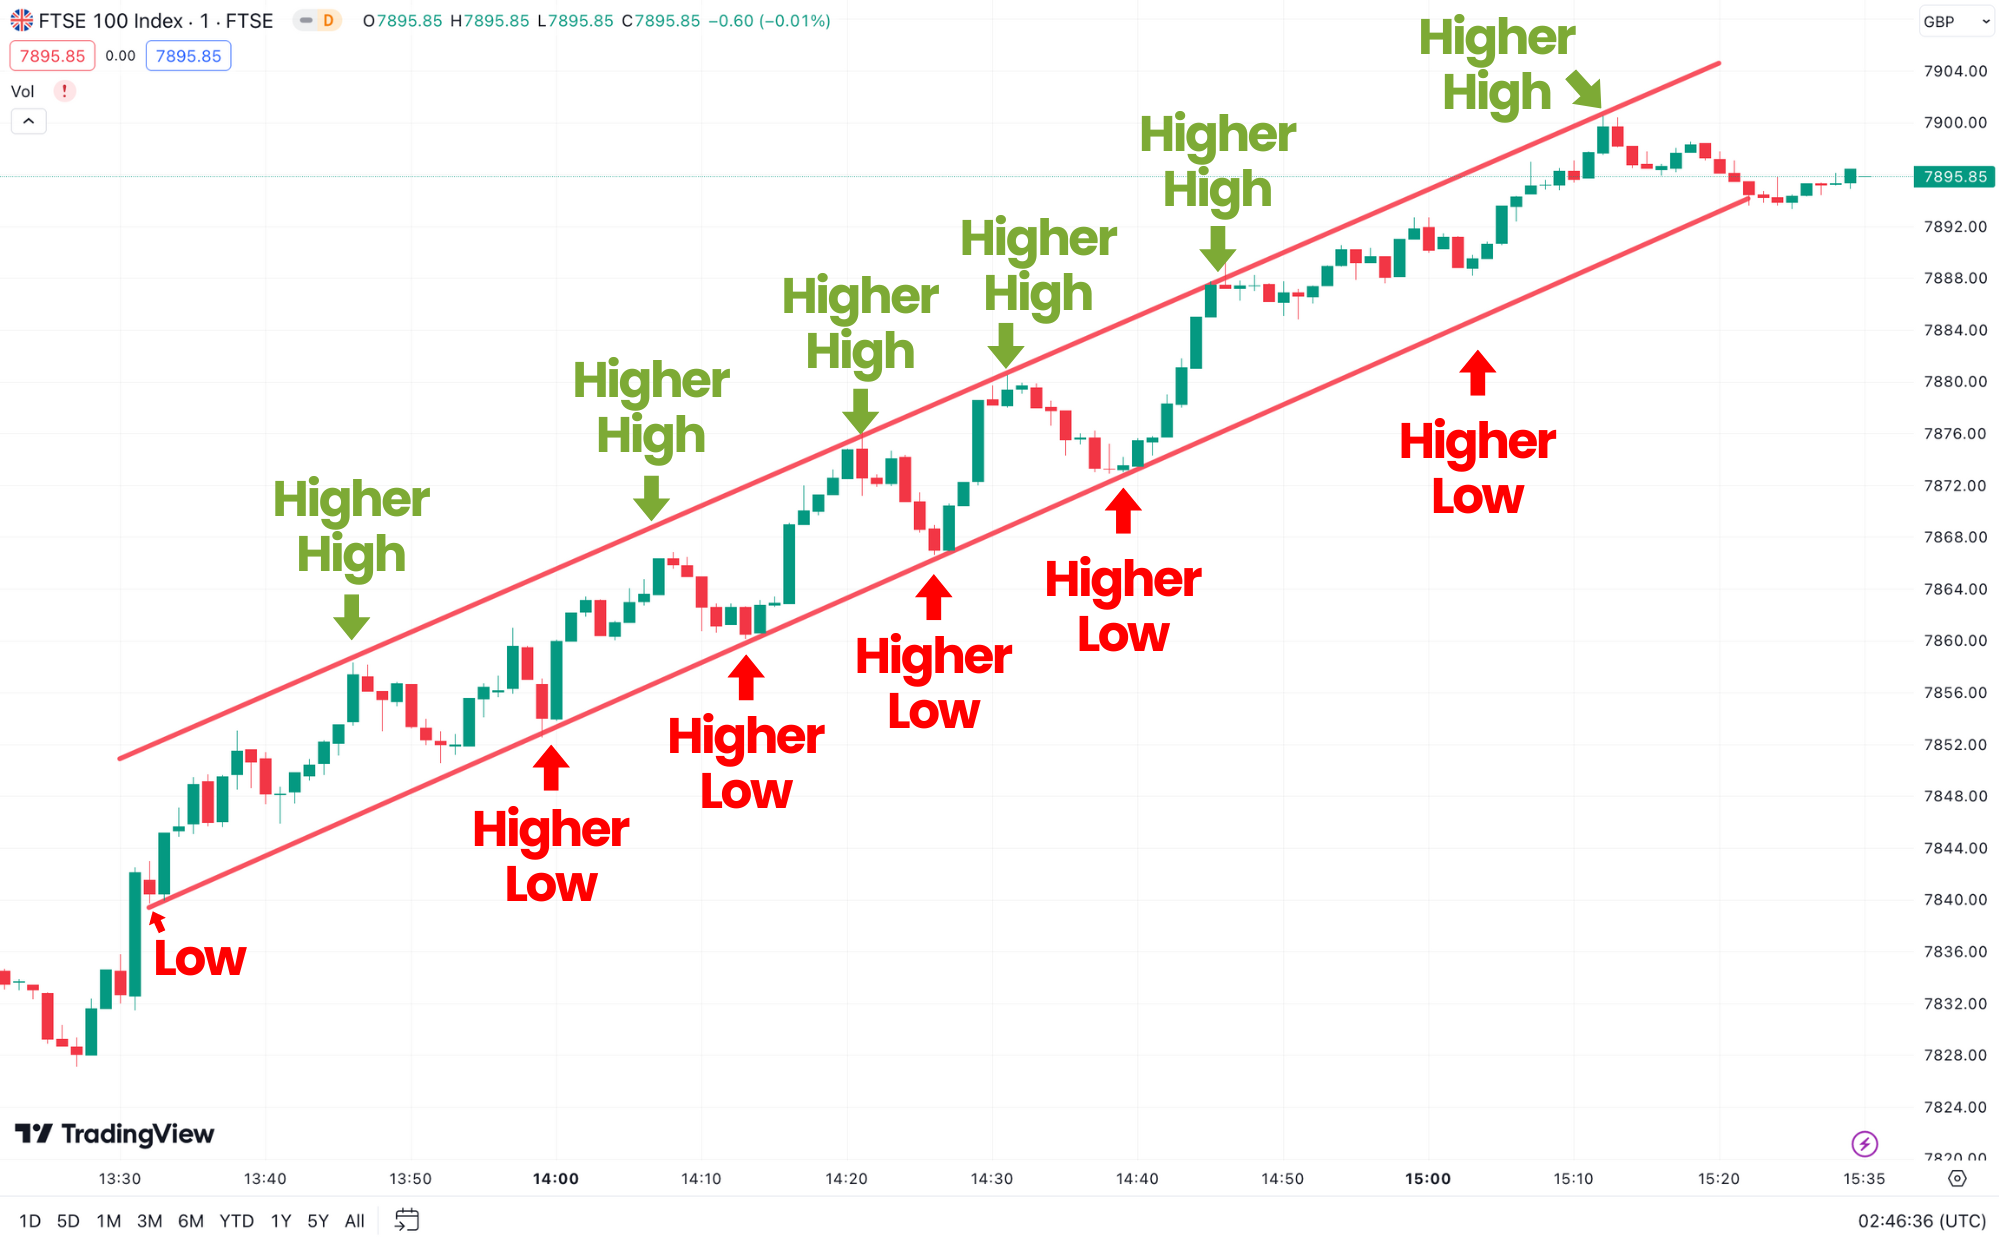 FTSE 100 Index · 1 · FTSE D O7895.85 H7895.85 L7895.85 C7895.85 −0.60 (−0.01%)
GBP
7895.85 0.00 7895.85
Vol !
Higher
High
Higher
High
Higher
High
Higher
High
Higher
High
Higher
High
Higher
Low
Higher
Low
Higher
Low
Higher
Low
Higher
Low
Low
7904.00
7900.00
7895.85
7892.00
7888.00
7884.00
7880.00
7876.00
7872.00
7868.00
7864.00
7860.00
7856.00
7852.00
7848.00
7844.00
7840.00
7836.00
7832.00
7828.00
7824.00
7820.00
TradingView
13:30 13:40 13:50 14:00 14:10 14:20 14:30 14:40 14:50 15:00 15:10 15:20 15:35
1D 5D 1M 3M 6M YTD 1Y 5Y All 02:46:36 (UTC)